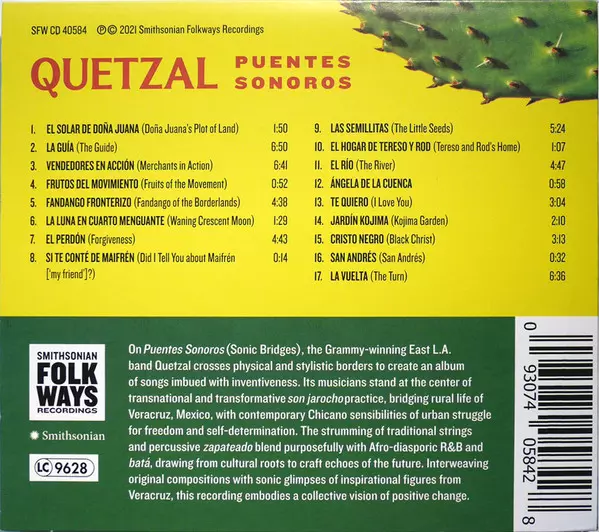 SFW CD 40584 ℗© 2021 Smithsonian Folkways Recordings
QUETZAL PUENTES SONOROS
1. EL SOLAR DE DOÑA JUANA (Doña Juana's Plot of Land) 1:50
2. LA GUÍA (The Guide) 6:50
3. VENDEDORES EN ACCIÓN (Merchants in Action) 6:41
4. FRUTOS DEL MOVIMIENTO (Fruits of the Movement) 0:52
5. FANDANGO FRONTERIZO (Fandango of the Borderlands) 4:38
6. LA LUNA EN CUARTO MENGUANTE (Waning Crescent Moon) 1:29
7. EL PERDÓN (Forgiveness) 4:43
8. SI TE CONTÉ DE MAIFRÉN (Did I Tell You about Maifrén
['my friend']?) 0:14
9. LAS SEMILLITAS (The Little Seeds) 5:24
10. EL HOGAR DE TERESO Y ROD (Tereso and Rod's Home) 1:07
11. EL RÍO (The River) 4:47
12. ÁNGELA DE LA CUENCA 0:58
13. TE QUIERO (I Love You) 3:04
14. JARDÍN KOJIMA (Kojima Garden) 2:10
15. CRISTO NEGRO (Black Christ) 3:13
16. SAN ANDRÉS (San Andrés) 0:32
17. LA VUELTA (The Turn) 6:36
SMITHSONIAN
FOLK
WAYS
RECORDINGS
Smithsonian
LC 9628
On Puentes Sonoros (Sonic Bridges), the Grammy-winning East L.A.
band Quetzal crosses physical and stylistic borders to create an album
of songs imbued with inventiveness. Its musicians stand at the center of
transnational and transformative son jarocho practice, bridging rural life of
Veracruz, Mexico, with contemporary Chicano sensibilities of urban struggle
for freedom and self-determination. The strumming of traditional strings
and percussive zapateado blend purposefully with Afro-diasporic R&B and
batá, drawing from cultural roots to craft echoes of the future. Interweaving
original compositions with sonic glimpses of inspirational figures from
Veracruz, this recording embodies a collective vision of positive change.
0 93074 05842 8